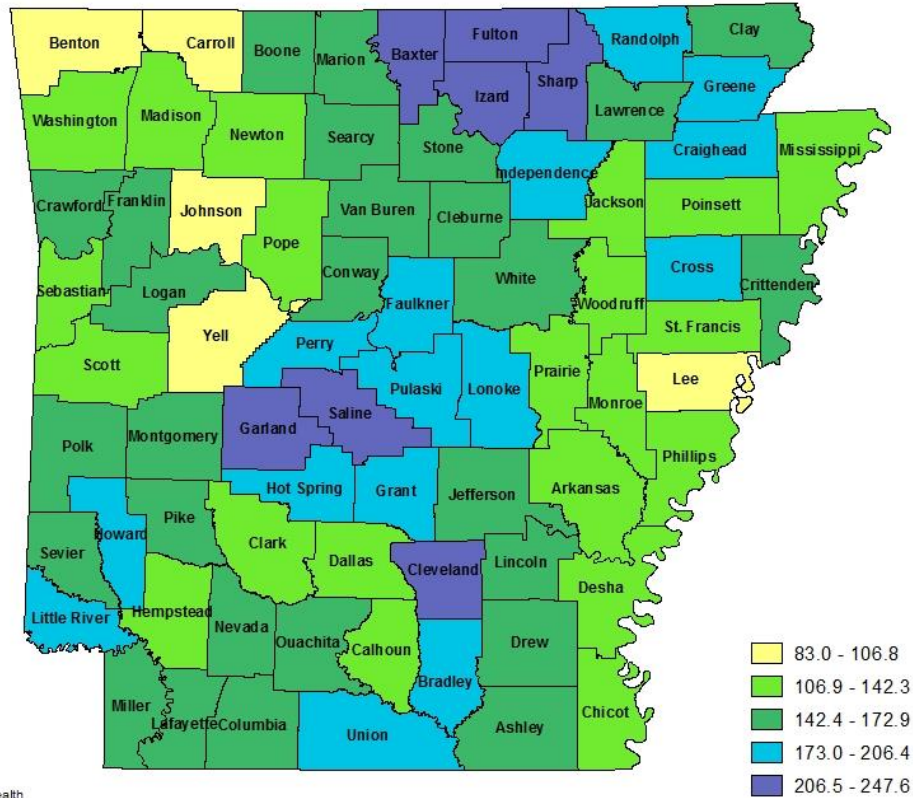 Benton
Carroll
Boone
Marion
Baxter
Fulton
Izard
Sharp
Randolph
Clay
Greene
Lawrence
Washington
Madison
Newton
Searcy
Stone
Independence
Craighead
Mississippi
Jackson
Poinsett
Crawford
Franklin
Johnson
Pope
Van Buren
Cleburne
Conway
White
Cross
Crittenden
Sebastian
Logan
Faulkner
Woodruff
St. Francis
Yell
Perry
Scott
Pulaski
Lonoke
Prairie
Monroe
Lee
Garland
Saline
Polk
Montgomery
Phillips
Hot Spring
Grant
Jefferson
Arkansas
Howard
Pike
Sevier
Clark
Dallas
Cleveland
Lincoln
Desha
Little River
Hempstead
Nevada
Ouachita
Calhoun
Drew
Bradley
Miller
Lafayette
Columbia
Union
Ashley
Chicot
83.0 - 106.8
106.9 - 142.3
142.4 - 172.9
173.0 - 206.4
206.5 - 247.6
ealth